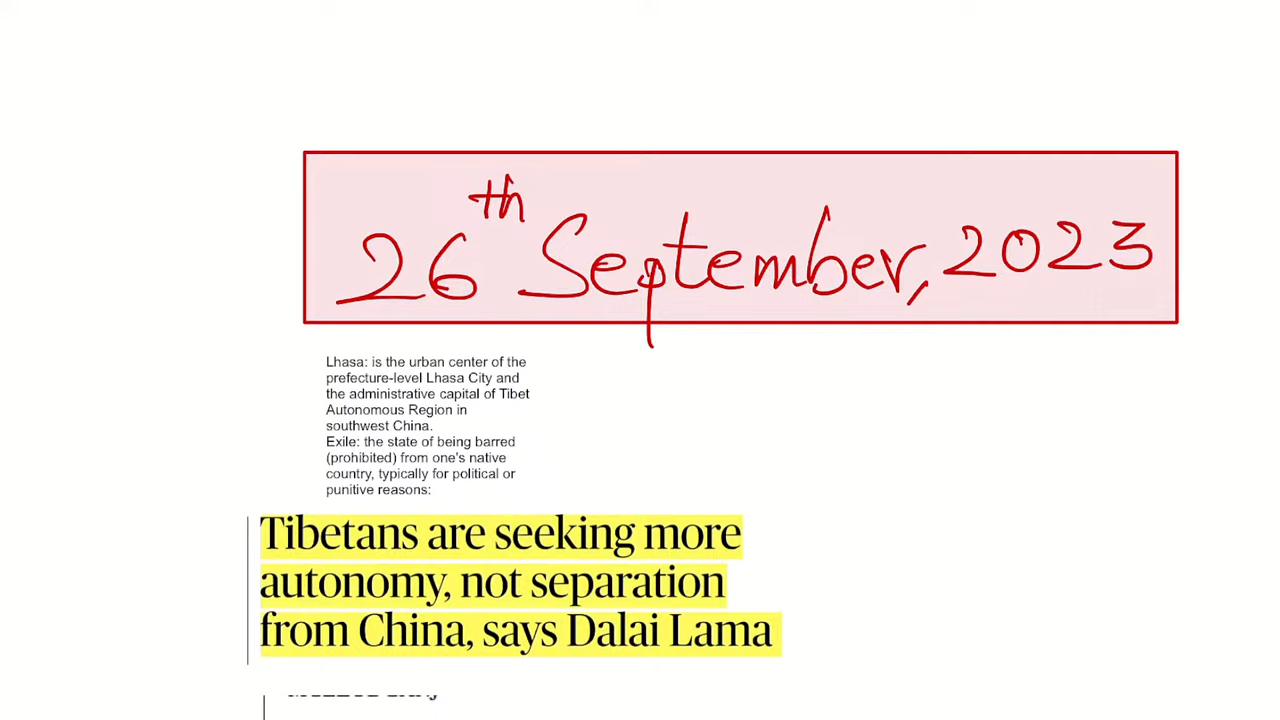 26th September, 2023
Lhasa: is the urban center of the
prefecture-level Lhasa City and
the administrative capital of Tibet
Autonomous Region in
southwest China.
Exile: the state of being barred
(prohibited) from one's native
country, typically for political or
punitive reasons:
Tibetans are seeking more
autonomy, not separation
from China, says Dalai Lama